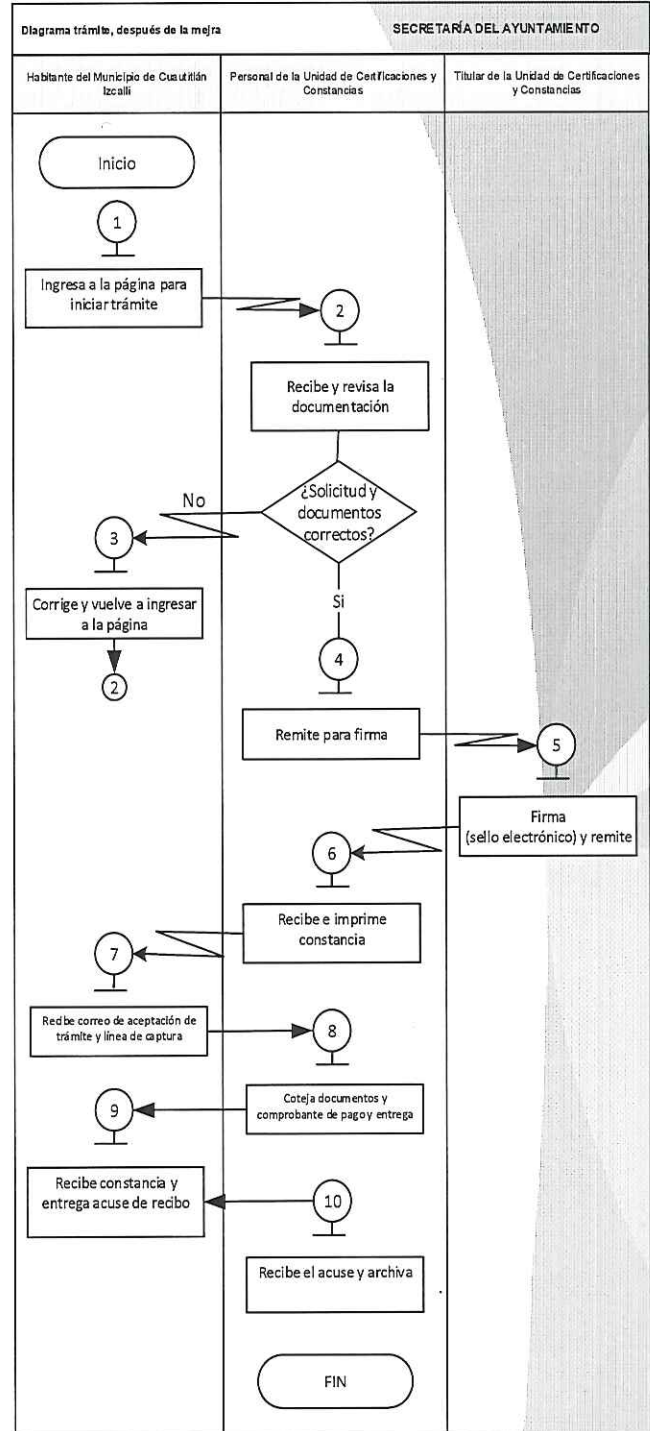 Diagrama trámite, después de la mejra
SECRETARÍA DEL AYUNTAMIENTO
Habitante del Municipio de Cuautitlán
Izcalli
Personal de la Unidad de Certificaciones y
Constancias
Titular de la Unidad de Certificaciones
y Constancias
Inicio
1
Ingresa a la página para
iniciar trámite
2
Recibe y revisa la
documentación
¿Solicitud y
documentos
correctos?
No
3
Corrige y vuelve a ingresar
a la página
2
Si
4
Remite para firma
5
Firma
(sello electrónico) y remite
6
Recibe e imprime
constancia
7
Recibe correo de aceptación de
trámite y línea de captura
8
Coteja documentos y
comprobante de pago y entrega
9
Recibe constancia y
entrega acuse de recibo
10
Recibe el acuse y archiva
FIN